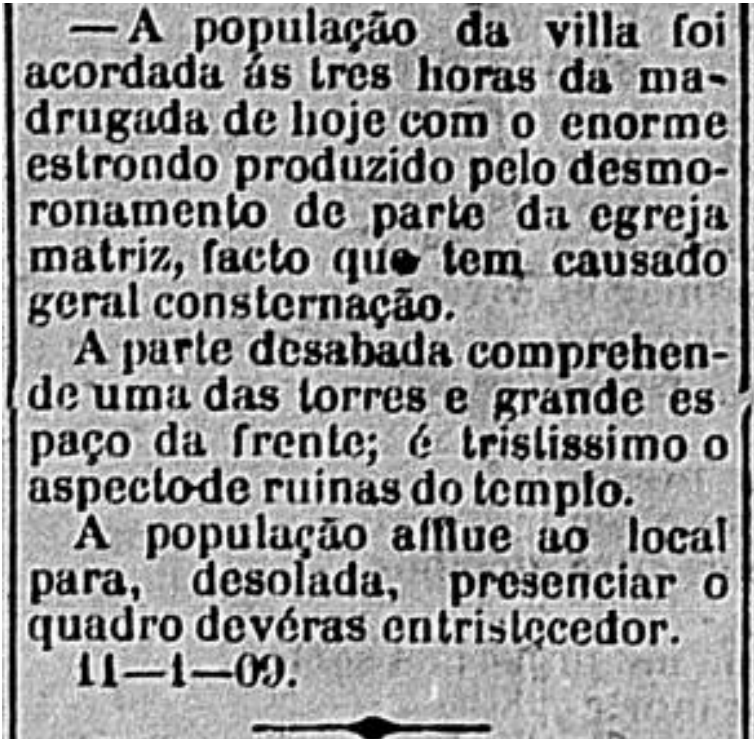 —A população da villa foi
acordada ás tres horas da ma-
drugada de hoje com o enorme
estrondo produzido pelo desmo-
ronamento de parte da egreja
matriz, facto que tem causado
geral consternação.
A parte desabada comprehen-
de uma das torres e grande es
paço da frente; é tristissimo o
aspecto de ruinas do templo.
A população afflue ao local
para, desolada, presenciar o
quadro devéras entristecedor.
11—1—09.